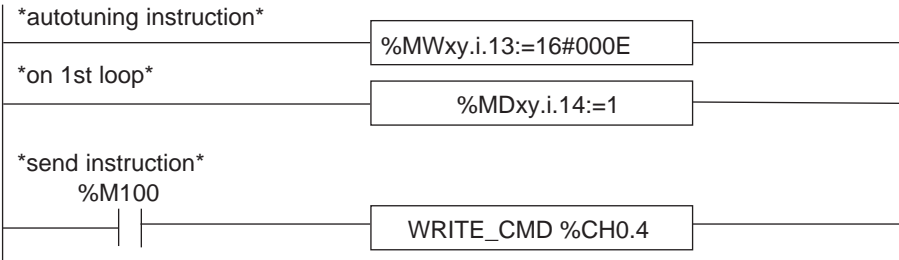 *autotuning instruction*
%MWxy.i.13:=16#000E
*on 1st loop*
%MDxy.i.14:=1
*send instruction*
%M100
WRITE_CMD %CH0.4